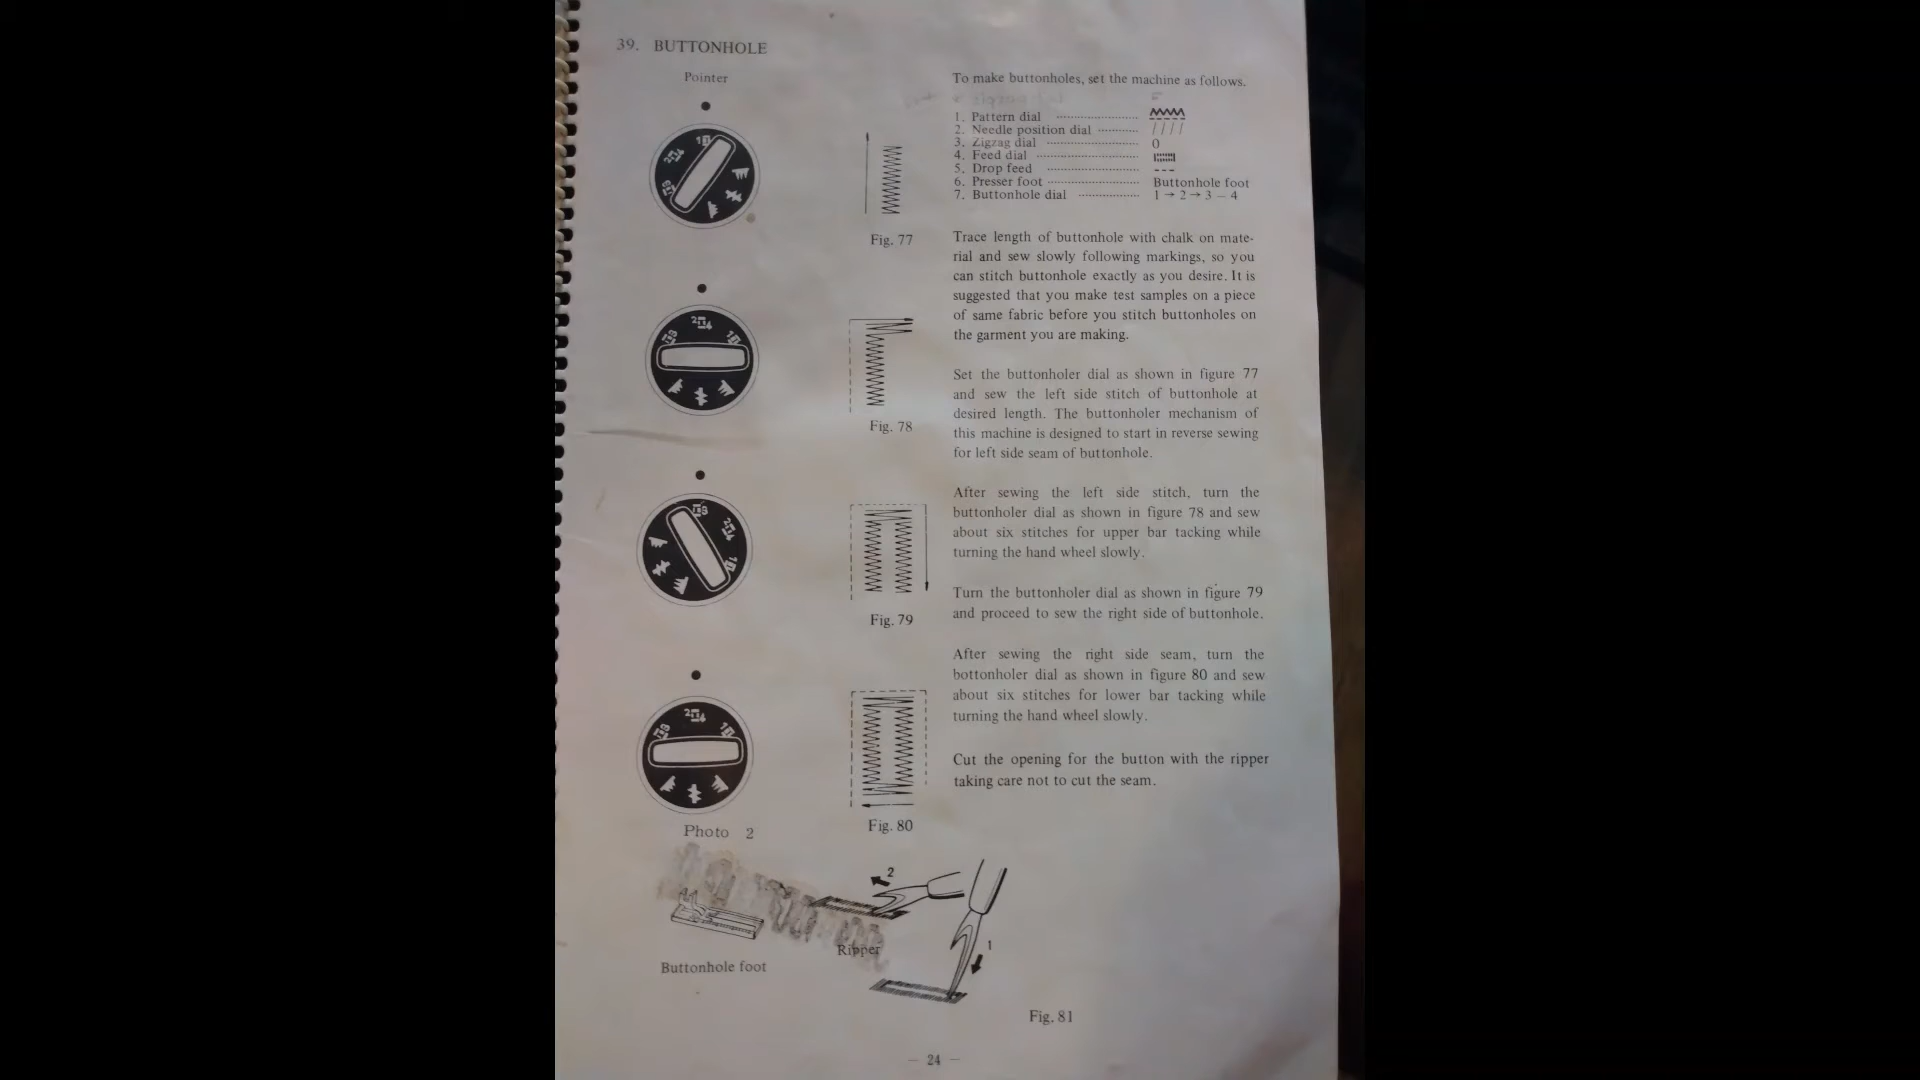 39. BUTTONHOLE
Pointer
To make buttonholes, set the machine as follows.
1. Pattern dial
2. Needle position dial
3. Zigzag dial 0
4. Feed dial
5. Drop feed
6. Presser foot Buttonhole foot
7. Buttonhole dial 1 → 2 → 3 – 4
Fig. 77
Trace length of buttonhole with chalk on mate-
rial and sew slowly following markings, so you
can stitch buttonhole exactly as you desire. It is
suggested that you make test samples on a piece
of same fabric before you stitch buttonholes on
the garment you are making.
Fig. 78
Set the buttonholer dial as shown in figure 77
and sew the left side stitch of buttonhole at
desired length. The buttonholer mechanism of
this machine is designed to start in reverse sewing
for left side seam of buttonhole.
After sewing the left side stitch, turn the
buttonholer dial as shown in figure 78 and sew
about six stitches for upper bar tacking while
turning the hand wheel slowly.
Fig. 79
Turn the buttonholer dial as shown in figure 79
and proceed to sew the right side of buttonhole.
After sewing the right side seam, turn the
bottonholer dial as shown in figure 80 and sew
about six stitches for lower bar tacking while
turning the hand wheel slowly.
Cut the opening for the button with the ripper
taking care not to cut the seam.
Photo 2
Fig. 80
2
Ripper
1
Buttonhole foot
Fig. 81
— 24 —